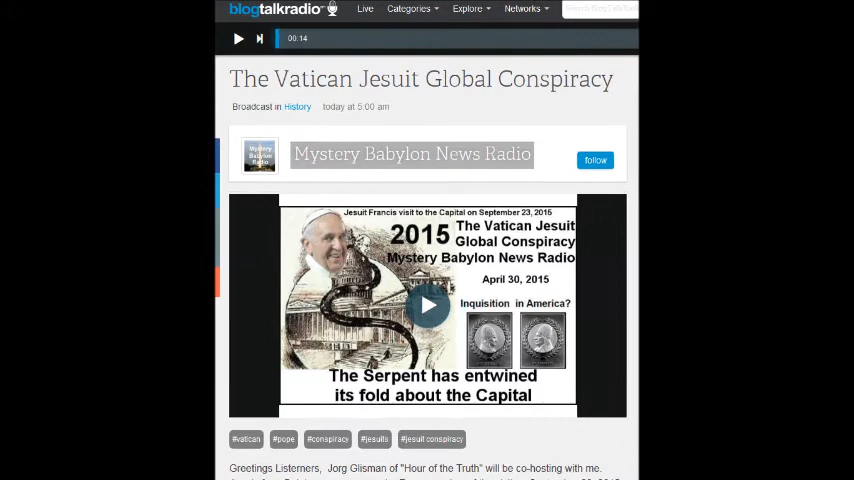 blogtalkradio Live Categories Explore Networks
00:14
The Vatican Jesuit Global Conspiracy
Broadcast in History today at 5:00 am
Mystery Babylon Radio
Mystery Babylon News Radio
follow
Jesuit Francis visit to the Capital on September 23, 2015
2015
The Vatican Jesuit
Global Conspiracy
Mystery Babylon News Radio
April 30, 2015
Inquisition in America?
The Serpent has entwined
its fold about the Capital
#vatican #pope #conspiracy #jesuits #jesuit conspiracy
Greetings Listerners, Jorg Glisman of "Hour of the Truth" will be co-hosting with me.